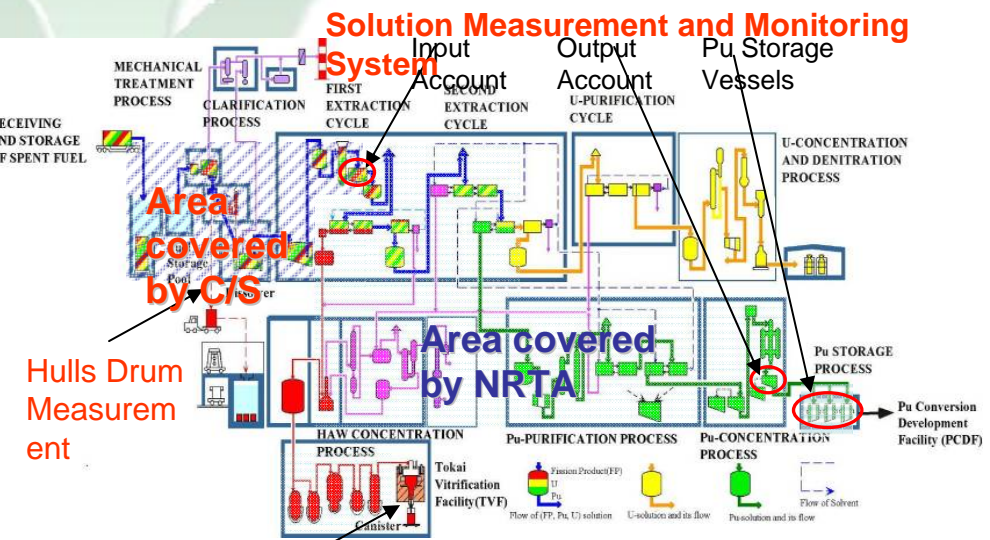 Solution Measurement and Monitoring
System
Input
Account
Output
Account
Pu Storage
Vessels
MECHANICAL
TREATMENT
PROCESS
CLARIFICATION
PROCESS
FIRST
EXTRACTION
CYCLE
SECOND
EXTRACTION
CYCLE
U-PURIFICATION
CYCLE
ECEIVING
ND STORAGE
F SPENT FUEL
U-CONCENTRATION
AND DENITRATION
PROCESS
Area
covered
by C/S
Storage
Pool
Area covered
by NRTA
Hulls Drum
Measurem
ent
Pu STORAGE
PROCESS
Pu Conversion
Development
Facility (PCDF)
HAW CONCENTRATION
PROCESS
Pu-PURIFICATION PROCESS
Pu-CONCENTRATION
PROCESS
Tokai
Vitrification
Facility(TVF)
Canister
Fission Product(FP)
U
Pu
Flow of (FP, Pu, U) solution
U-solution and its flow
Pu-solution and its flow
Flow of Solvent